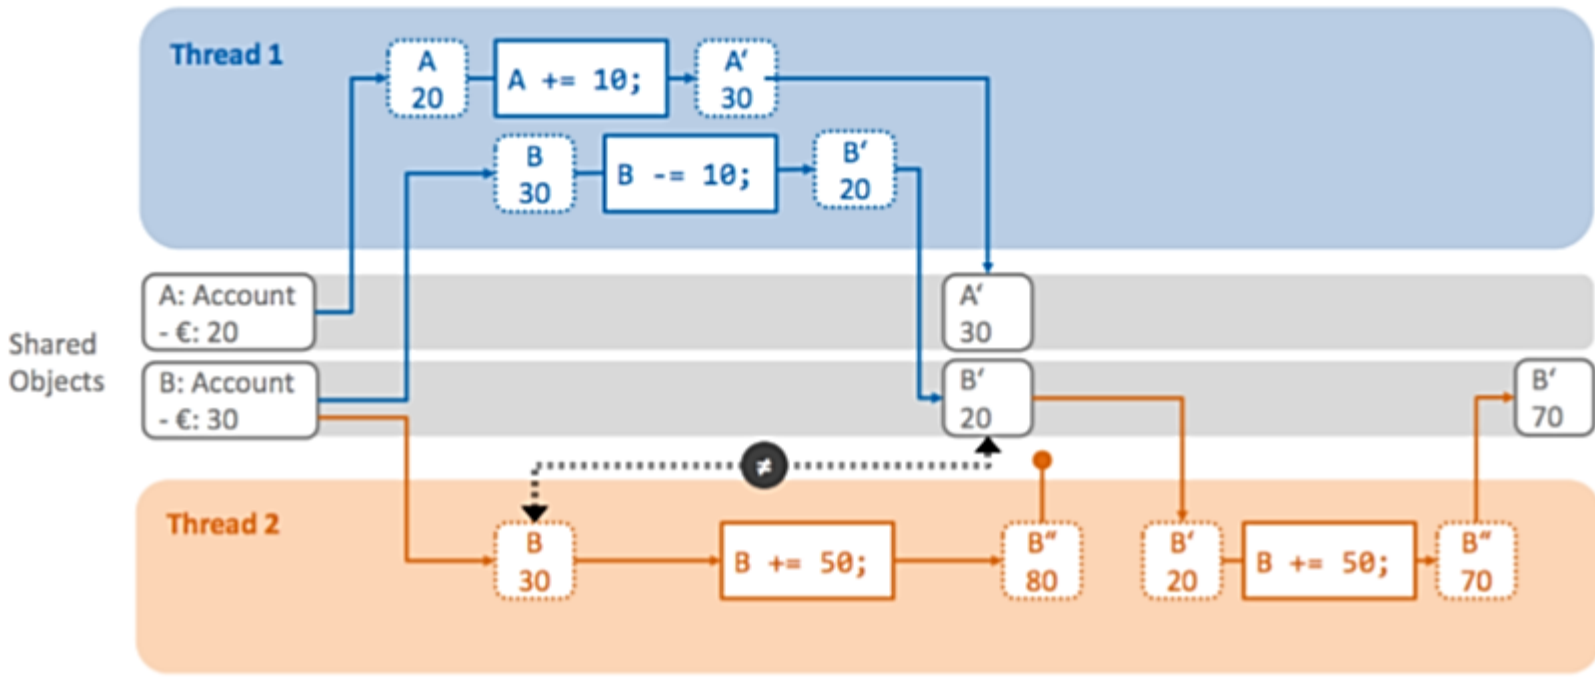 Thread 1
A
20
A += 10;
A′
30
B
30
B -= 10;
B′
20
Shared
Objects
A: Account
- €: 20
A′
30
B: Account
- €: 30
B′
20
B′
70
≠
Thread 2
B
30
B += 50;
B″
80
B′
20
B += 50;
B″
70